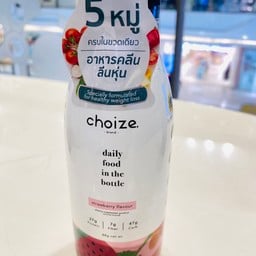 5 หมู่
ครบในขวดเดียว
อาหารคลีน
ลีนหุ่น
Specially formulated
for healthy weight loss
choize.
brand
daily
food
in the
bottle
strawberry flavour